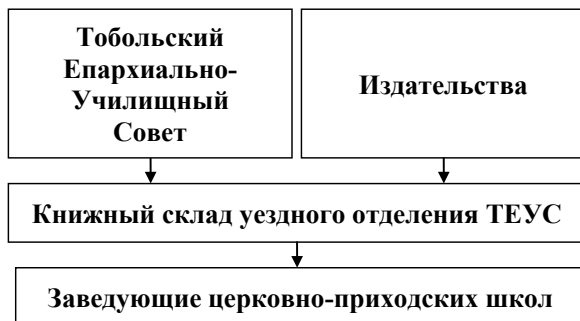 Тобольский
Епархиально-
Училищный
Совет
Издательства
Книжный склад уездного отделения ТЕУС
Заведующие церковно-приходских школ